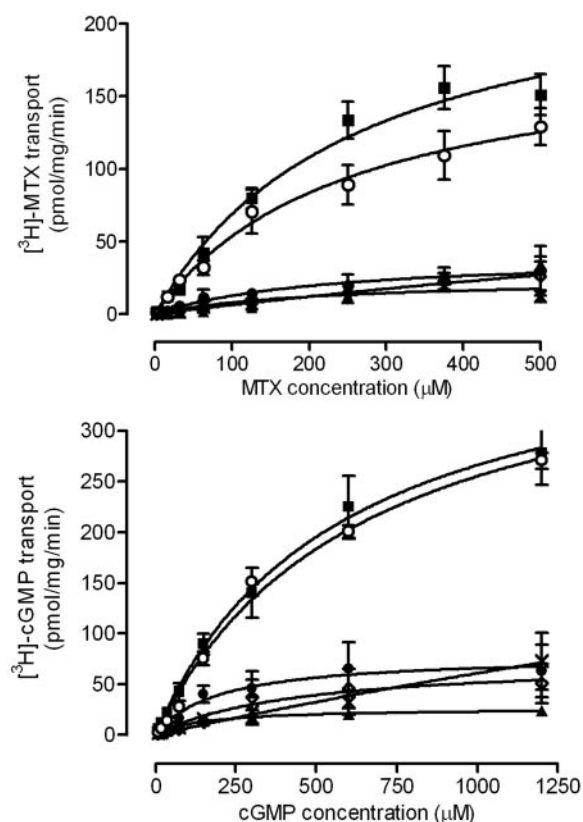 200
150
100
50
0
[³H]-MTX transport
(pmol/mg/min)
0 100 200 300 400 500
MTX concentration (μM)
300
250
200
150
100
50
0
[³H]-cGMP transport
(pmol/mg/min)
0 250 500 750 1000 1250
cGMP concentration (μM)